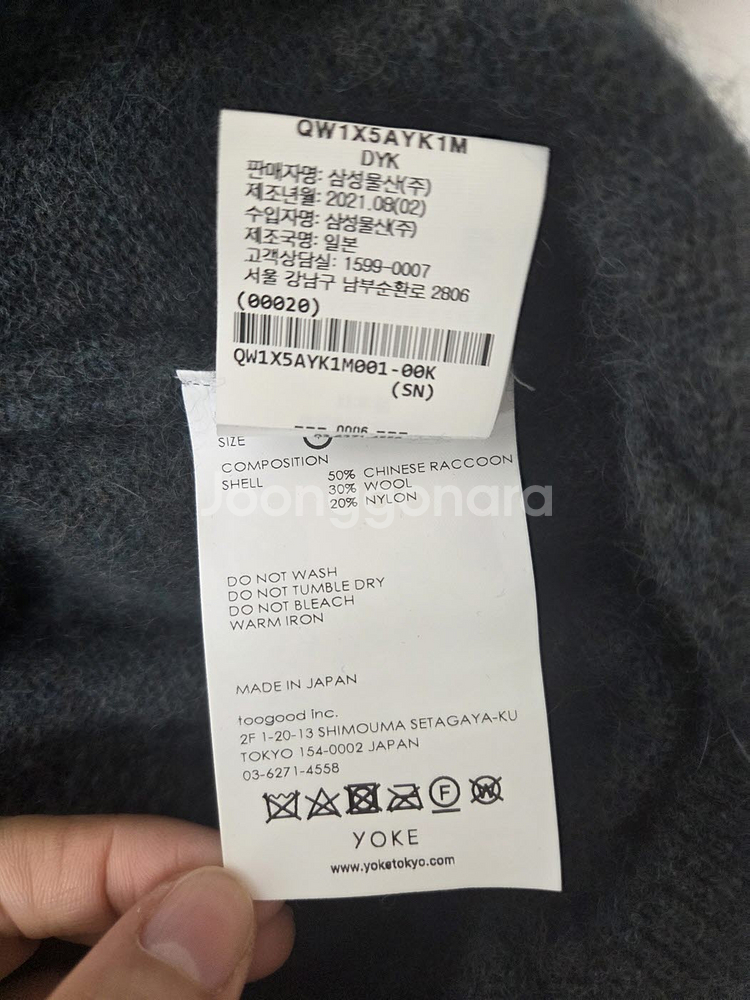 QW1X5AYK1M
DYK
판매자명: 삼성물산(주)
제조년월: 2021.08(02)
수입자명: 삼성물산(주)
제조국명: 일본
고객상담실: 1599-0007
서울 강남구 남부순환로 2806
(00020)
QW1X5AYK1M001-00K
(SN)
--- 0006 ---
SIZE
COMPOSITION
SHELL 50% CHINESE RACCOON
30% WOOL
20% NYLON
Joonggonara
DO NOT WASH
DO NOT TUMBLE DRY
DO NOT BLEACH
WARM IRON
MADE IN JAPAN
toogood inc.
2F 1-20-13 SHIMOUMA SETAGAYA-KU
TOKYO 154-0002 JAPAN
03-6271-4558
F W
YOKE
www.yoketokyo.com